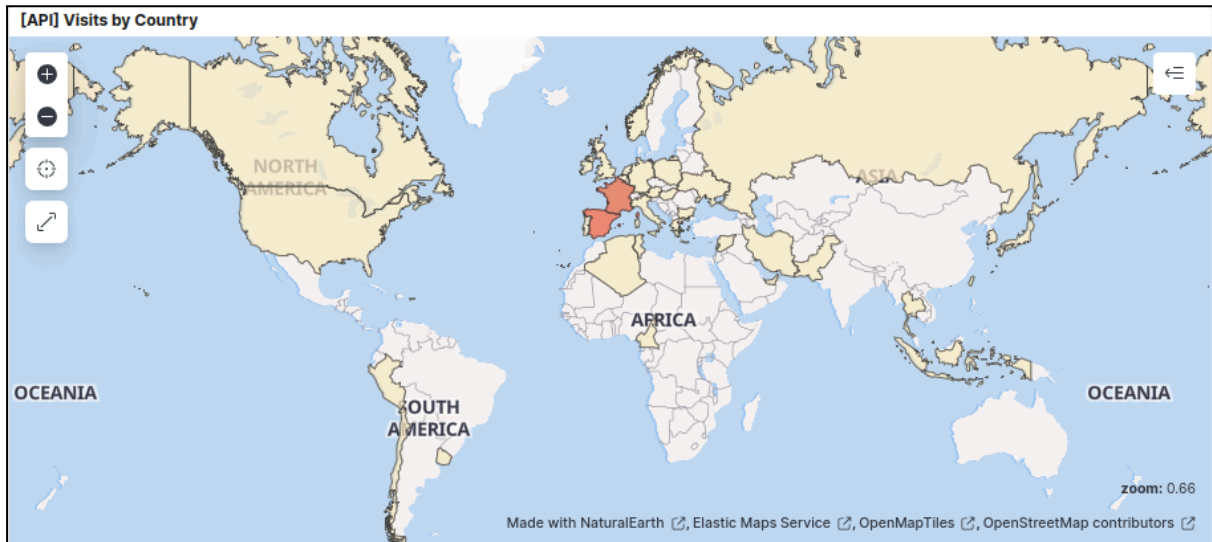 [API] Visits by Country
NORTH
AMERICA
ASIA
AFRICA
OCEANIA
OCEANIA
SOUTH
AMERICA
zoom: 0.66
Made with NaturalEarth , Elastic Maps Service , OpenMapTiles , OpenStreetMap contributors